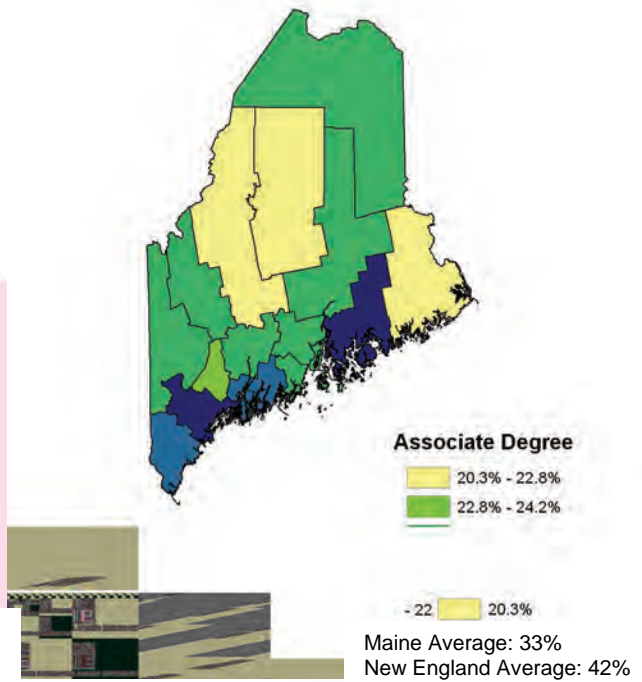 Associate Degree
20.3% - 22.8%
22.8% - 24.2%
- 22 20.3%
Maine Average: 33%
New England Average: 42%